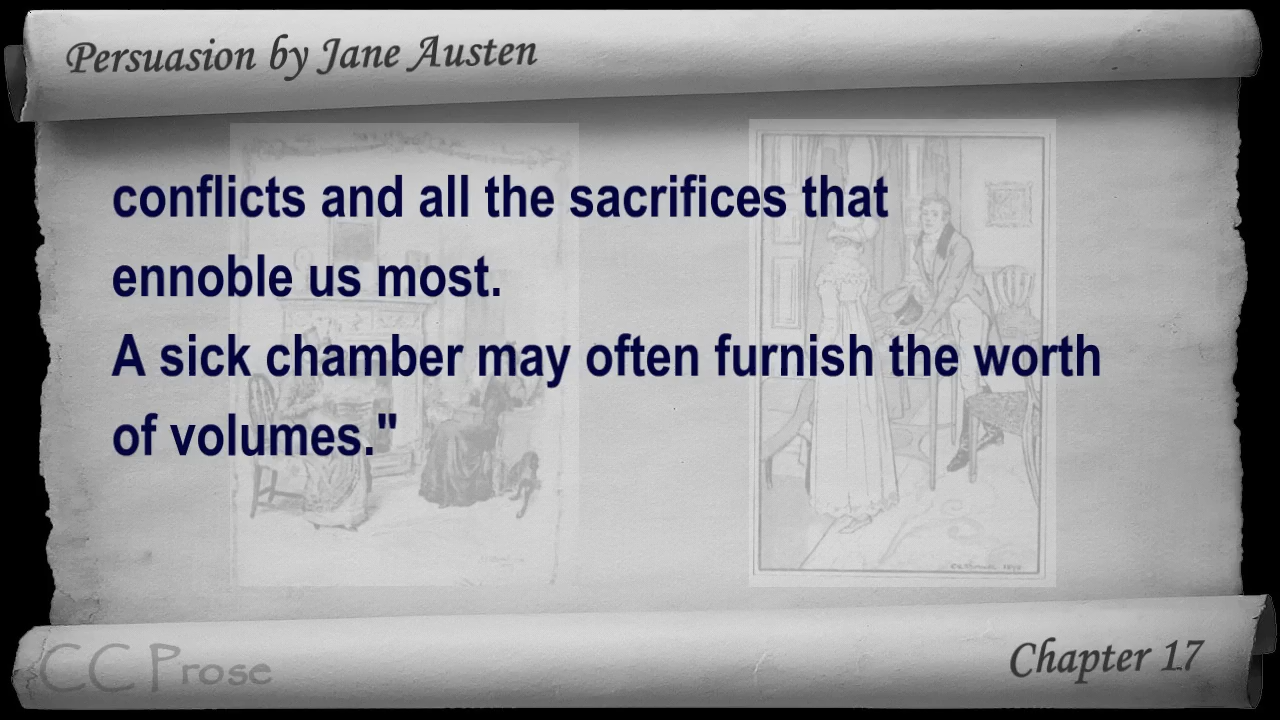 Persuasion by Jane Austen
conflicts and all the sacrifices that
ennoble us most.
A sick chamber may often furnish the worth
of volumes."
CC Prose
Chapter 17